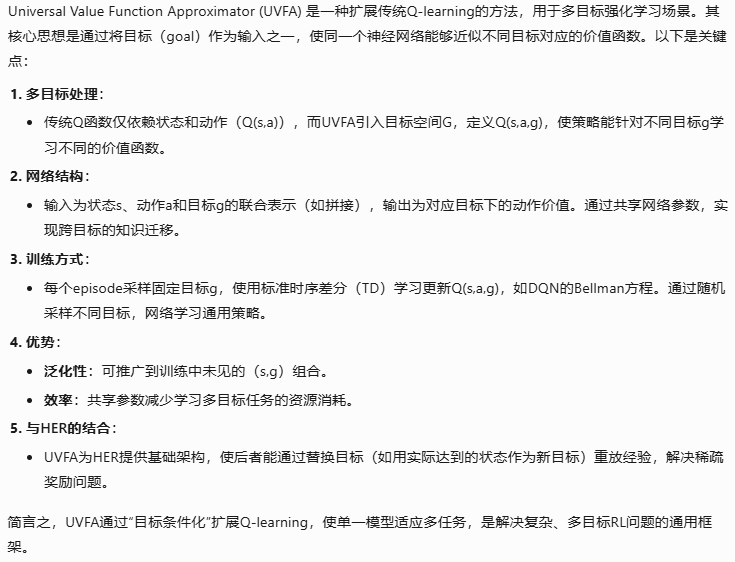 Universal Value Function Approximator (UVFA) 是一种扩展传统Q-learning的方法，用于多目标强化学习场景。其
核心思想是通过将目标（goal）作为输入之一，使同一个神经网络能够近似不同目标对应的价值函数。以下是关键
点：
1. 多目标处理：
• 传统Q函数仅依赖状态和动作（Q(s,a)），而UVFA引入目标空间G，定义Q(s,a,g)，使策略能针对不同目标g学
习不同的价值函数。
2. 网络结构：
• 输入为状态s、动作a和目标g的联合表示（如拼接），输出为对应目标下的动作价值。通过共享网络参数，实
现跨目标的知识迁移。
3. 训练方式：
• 每个episode采样固定目标g，使用标准时序差分（TD）学习更新Q(s,a,g)，如DQN的Bellman方程。通过随机
采样不同目标，网络学习通用策略。
4. 优势：
• 泛化性：可推广到训练中未见的（s,g）组合。
• 效率：共享参数减少学习多目标任务的资源消耗。
5. 与HER的结合：
• UVFA为HER提供基础架构，使后者能通过替换目标（如用实际达到的状态作为新目标）重放经验，解决稀疏
奖励问题。
简言之，UVFA通过“目标条件化”扩展Q-learning，使单一模型适应多任务，是解决复杂、多目标RL问题的通用框
架。